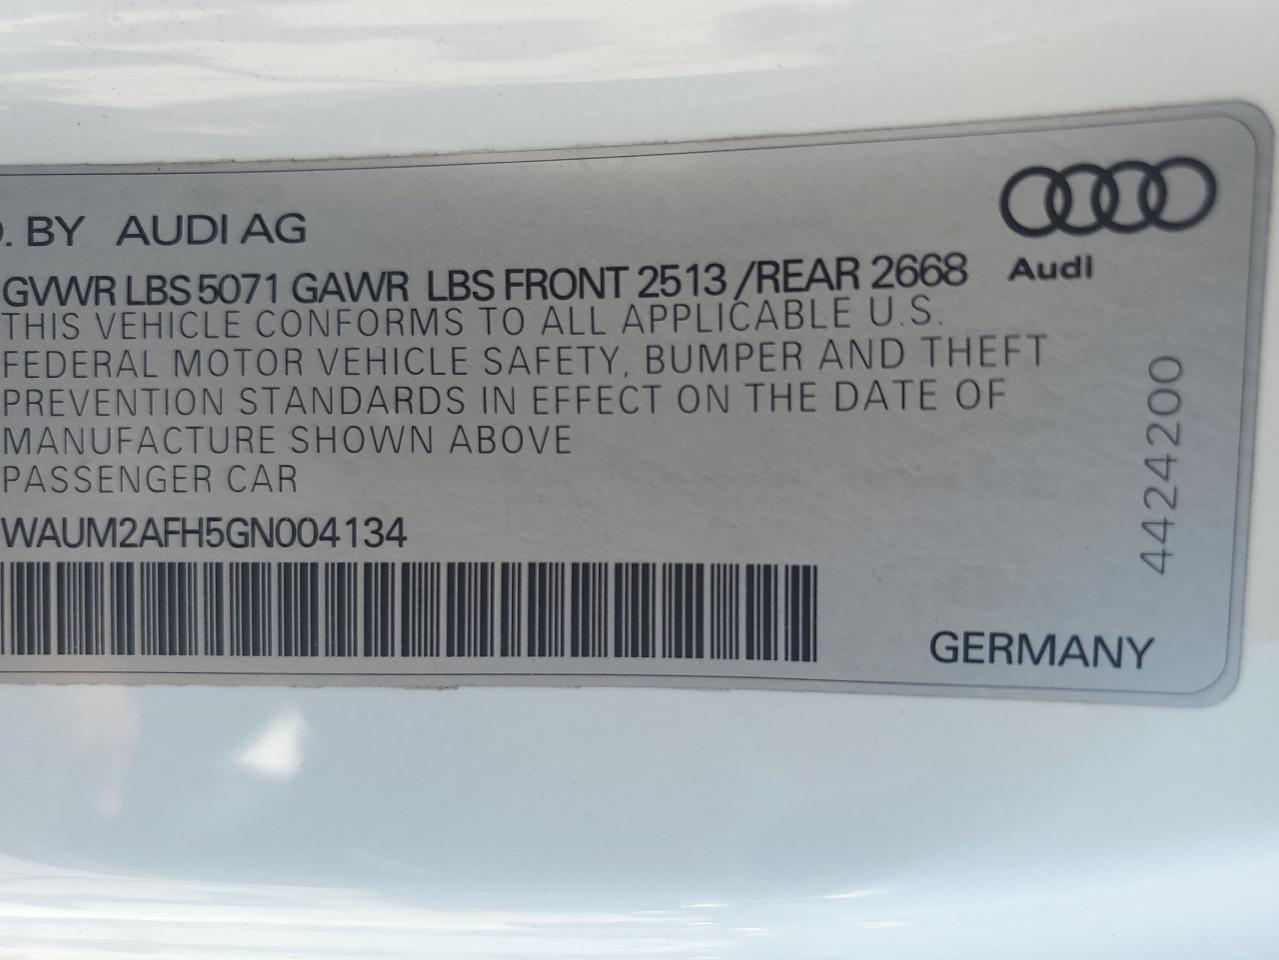 . BY AUDI AG
GVWR LBS 5071 GAWR LBS FRONT 2513 /REAR 2668
Audi
THIS VEHICLE CONFORMS TO ALL APPLICABLE U.S.
FEDERAL MOTOR VEHICLE SAFETY, BUMPER AND THEFT
PREVENTION STANDARDS IN EFFECT ON THE DATE OF
MANUFACTURE SHOWN ABOVE
PASSENGER CAR
WAUM2AFH5GN004134
4424200
GERMANY